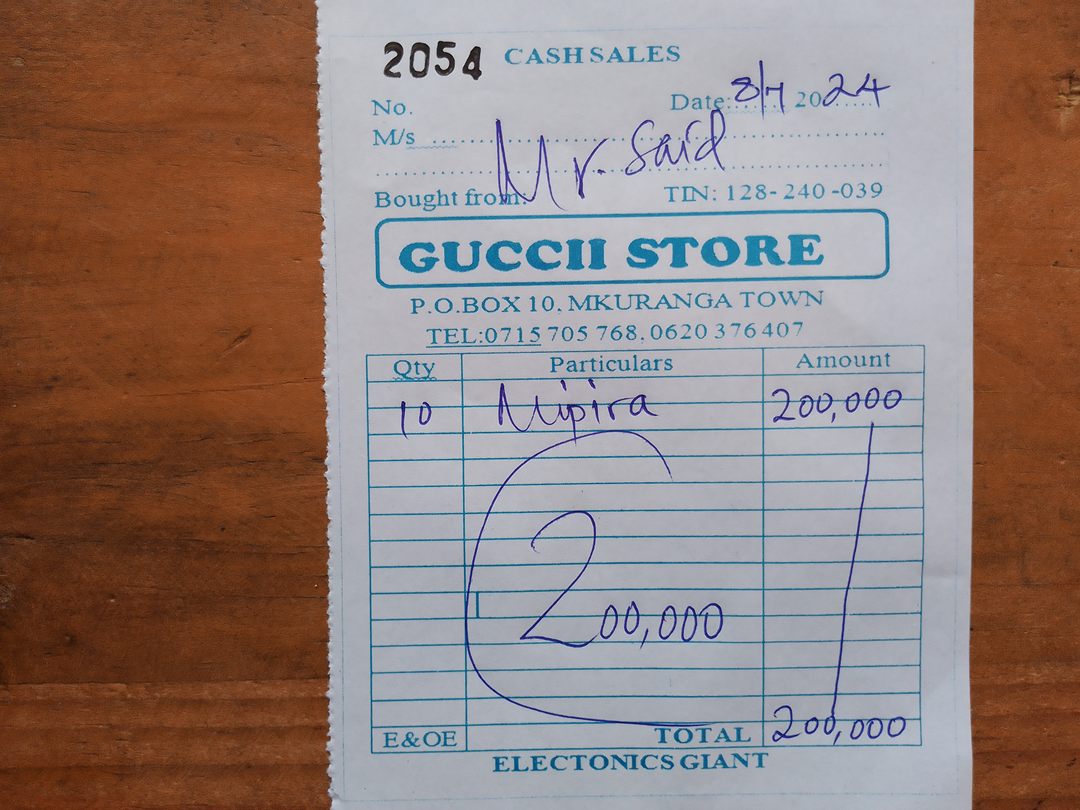 2054 CASH SALES
No. Date: 8/7 2024
M/s Mr. Said
Bought from: TIN: 128-240-039
GUCCII STORE
P.O.BOX 10, MKURANGA TOWN
TEL:0715 705 768, 0620 376 407
Qty Particulars Amount
10 Mipira 200,000
200,000
E&OE TOTAL 200,000
ELECTONICS GIANT